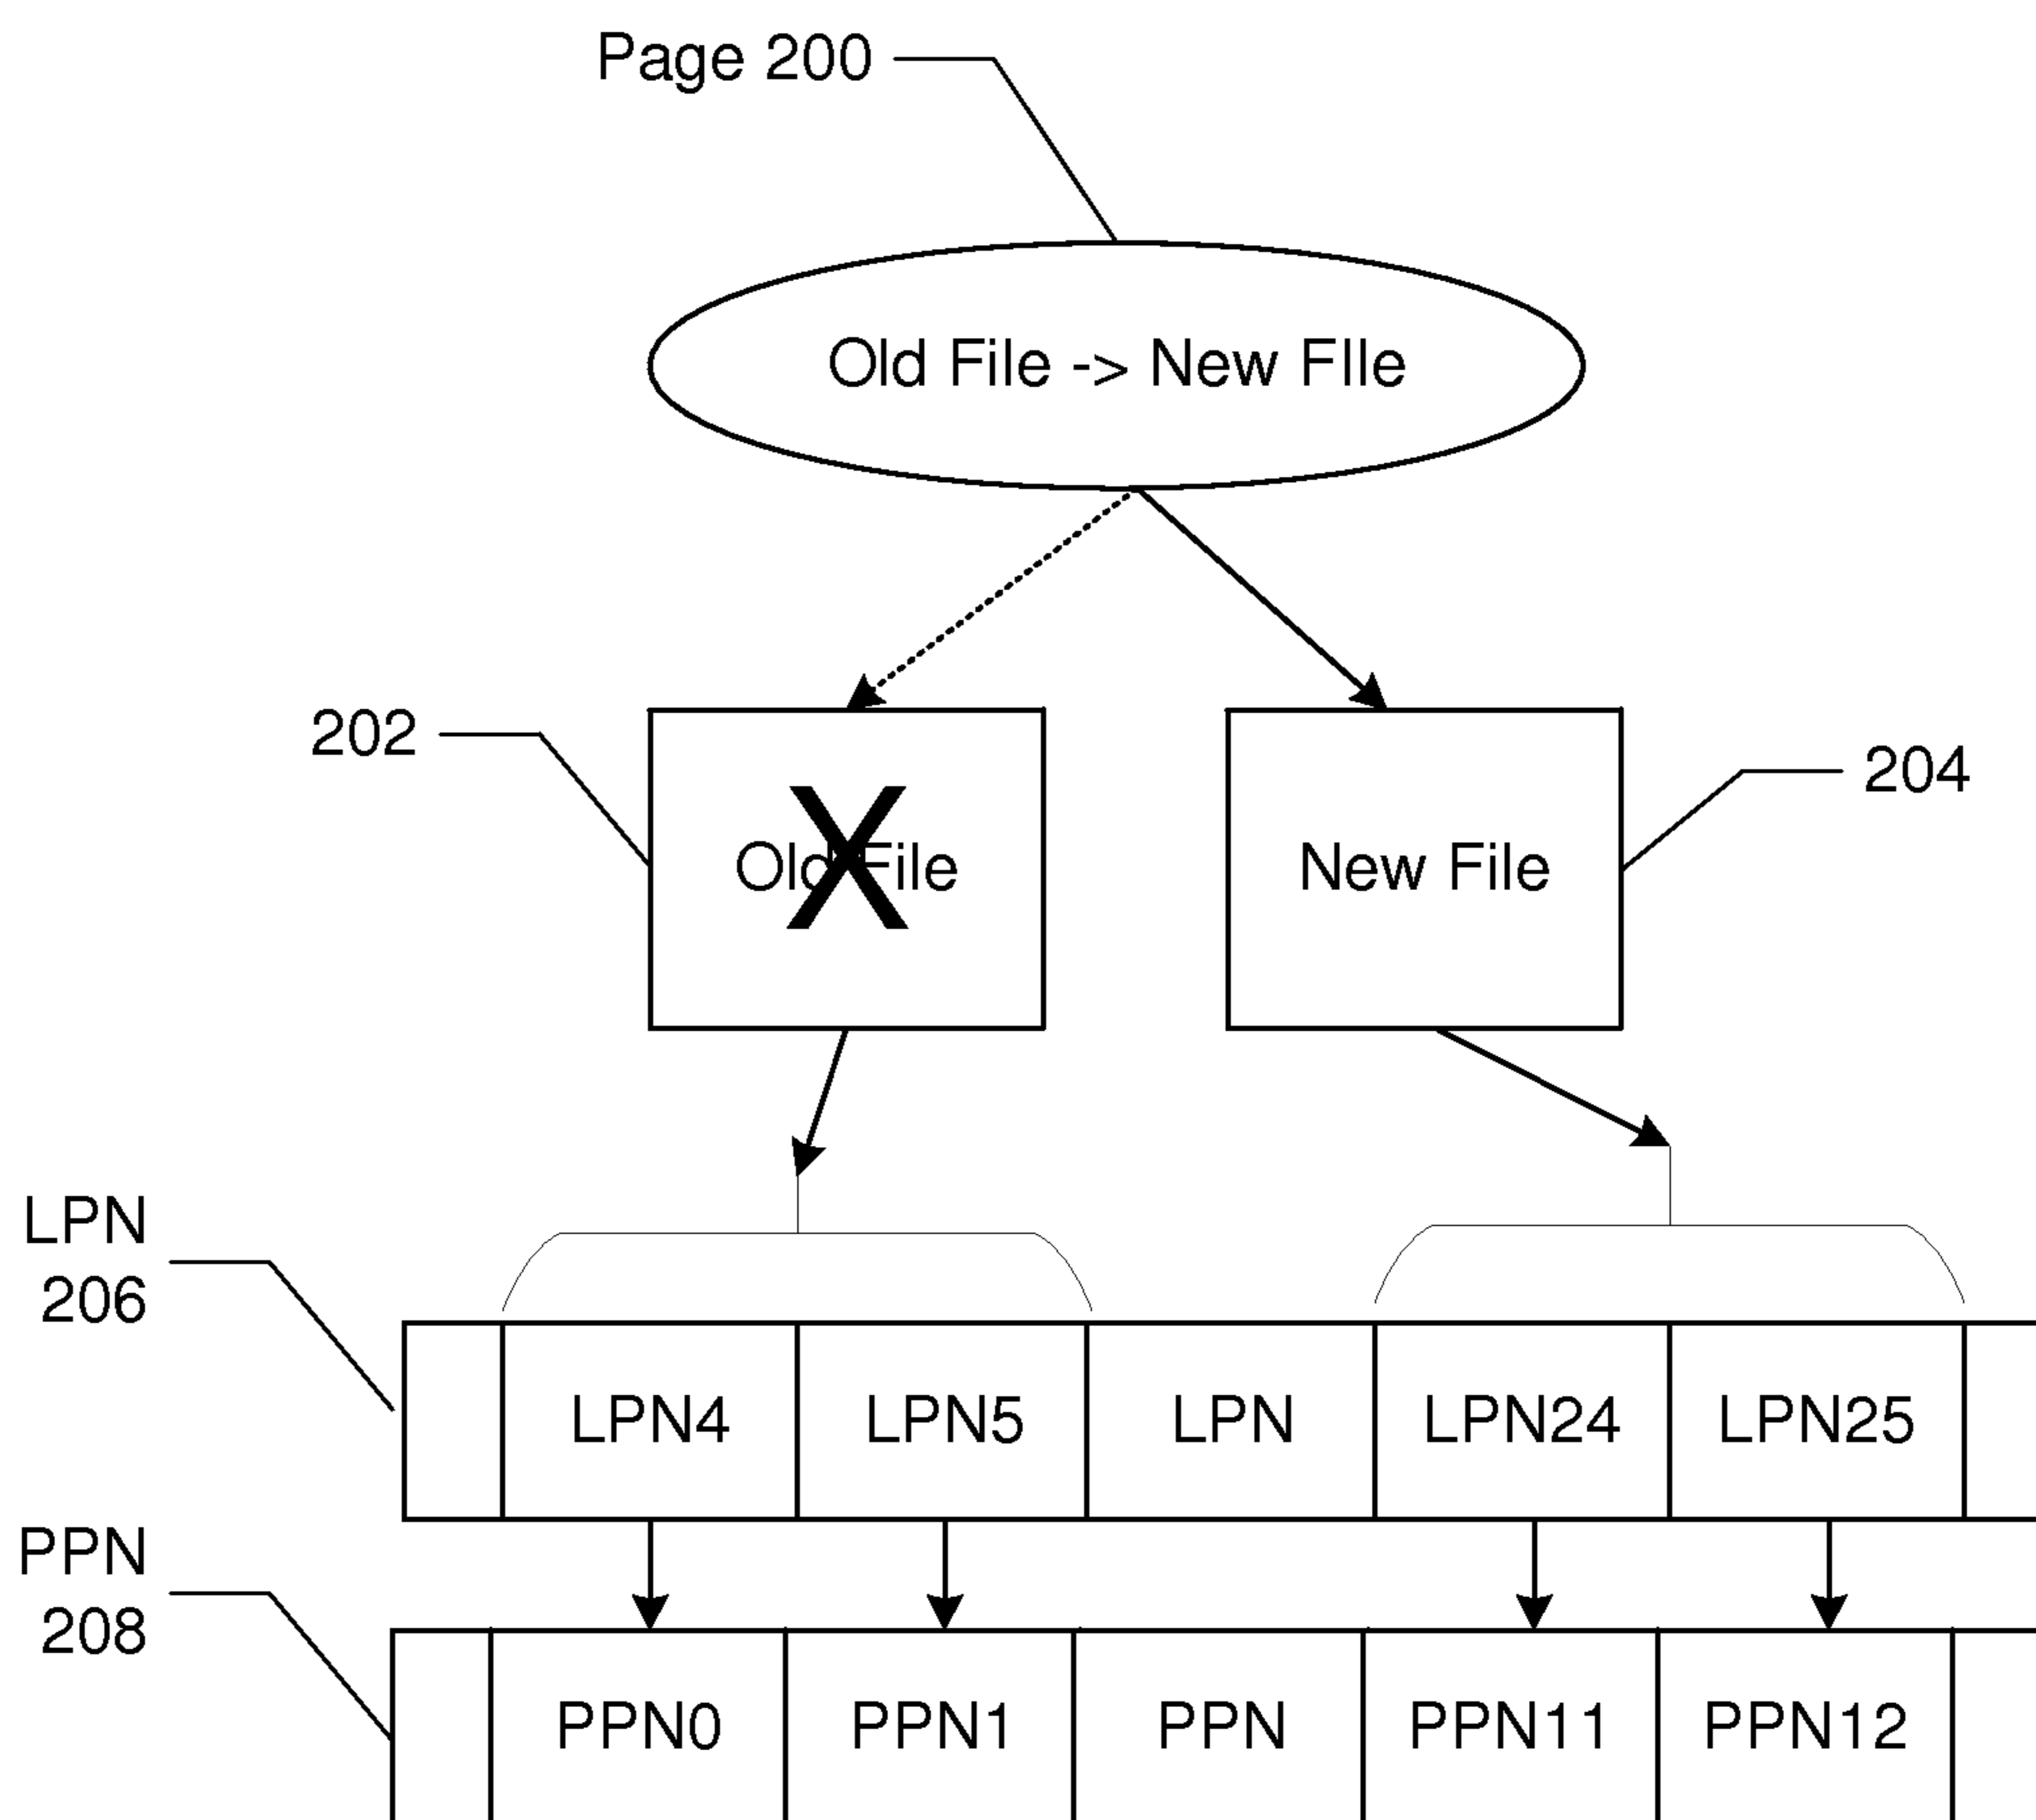 Page 200
Old File -> New FIle
202
204
Old File
X
New File
LPN
206
LPN4 LPN5 LPN LPN24 LPN25
PPN
208
PPN0 PPN1 PPN PPN11 PPN12